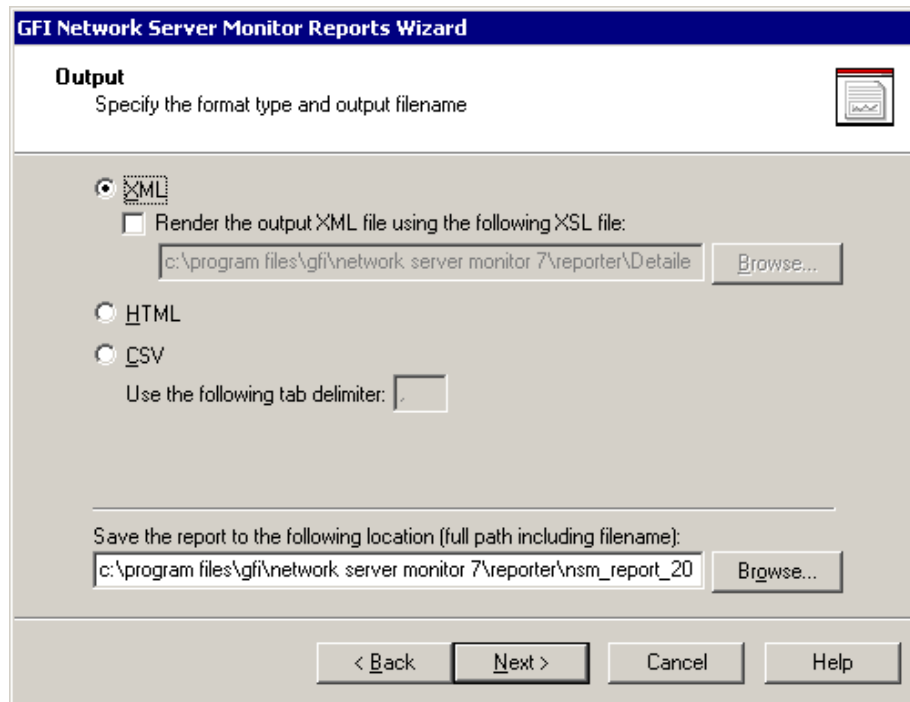 GFI Network Server Monitor Reports Wizard
Output
Specify the format type and output filename
XML
Render the output XML file using the following XSL file:
c:\program files\gfi\network server monitor 7\reporter\Detaile
Browse...
HTML
CSV
Use the following tab delimiter: ,
Save the report to the following location (full path including filename):
c:\program files\gfi\network server monitor 7\reporter\nsm_report_20
Browse...
< Back Next > Cancel Help